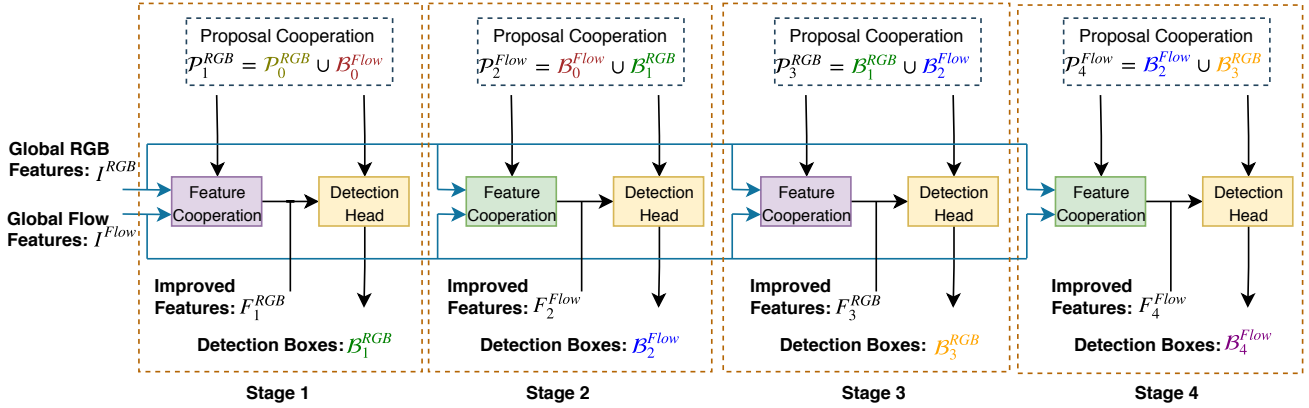 Proposal Cooperation
𝒫₁^{RGB} = 𝒫₀^{RGB} ∪ ℬ₀^{Flow}
Proposal Cooperation
𝒫₂^{Flow} = ℬ₀^{Flow} ∪ ℬ₁^{RGB}
Proposal Cooperation
𝒫₃^{RGB} = ℬ₁^{RGB} ∪ ℬ₂^{Flow}
Proposal Cooperation
𝒫₄^{Flow} = ℬ₂^{Flow} ∪ ℬ₃^{RGB}
Global RGB
Features: I^{RGB}
Global Flow
Features: I^{Flow}
Feature
Cooperation
Detection
Head
Feature
Cooperation
Detection
Head
Feature
Cooperation
Detection
Head
Feature
Cooperation
Detection
Head
Improved
Features: F₁^{RGB}
Improved
Features: F₂^{Flow}
Improved
Features: F₃^{RGB}
Improved
Features: F₄^{Flow}
Detection Boxes: ℬ₁^{RGB}
Detection Boxes: ℬ₂^{Flow}
Detection Boxes: ℬ₃^{RGB}
Detection Boxes: ℬ₄^{Flow}
Stage 1
Stage 2
Stage 3
Stage 4